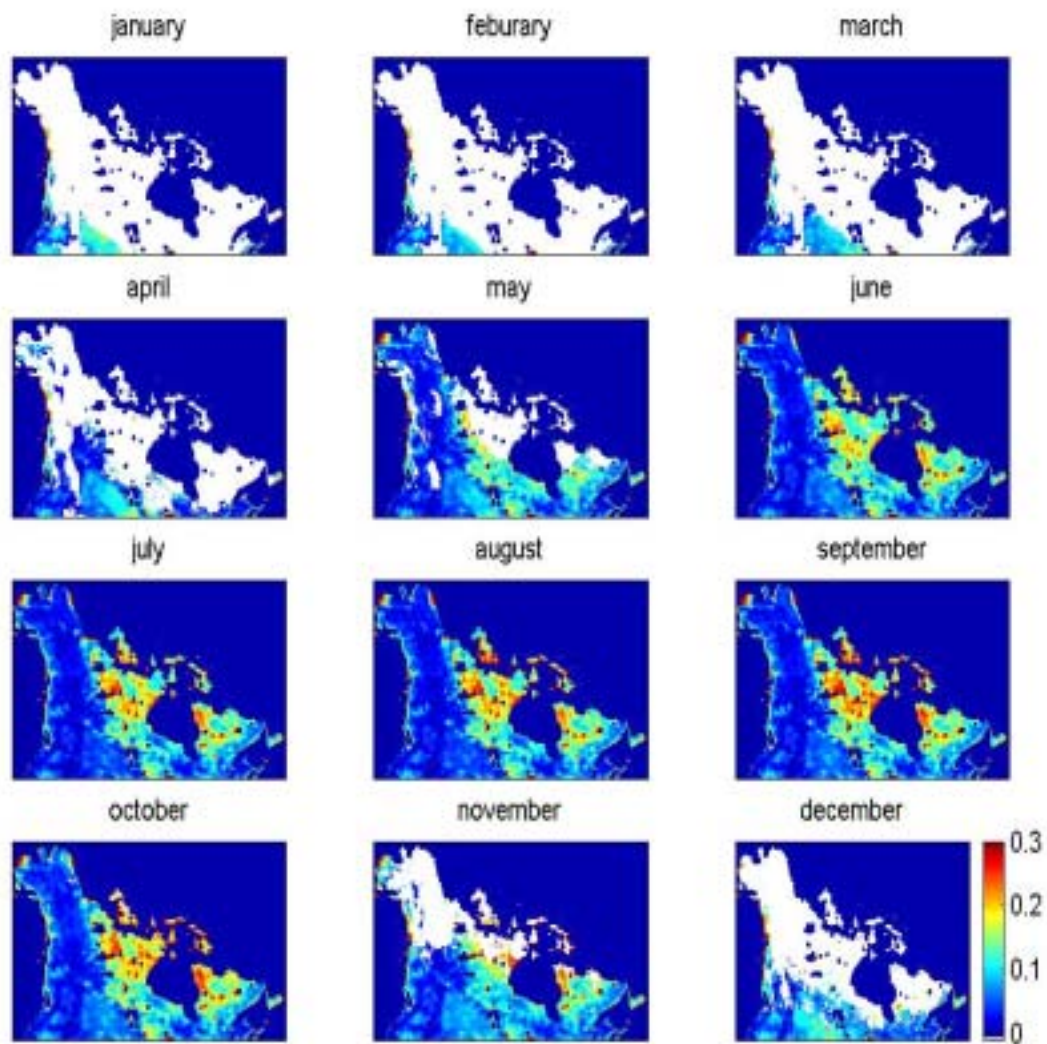 january
feburary
march
april
may
june
july
august
september
october
november
december
0.3
0.2
0.1
0